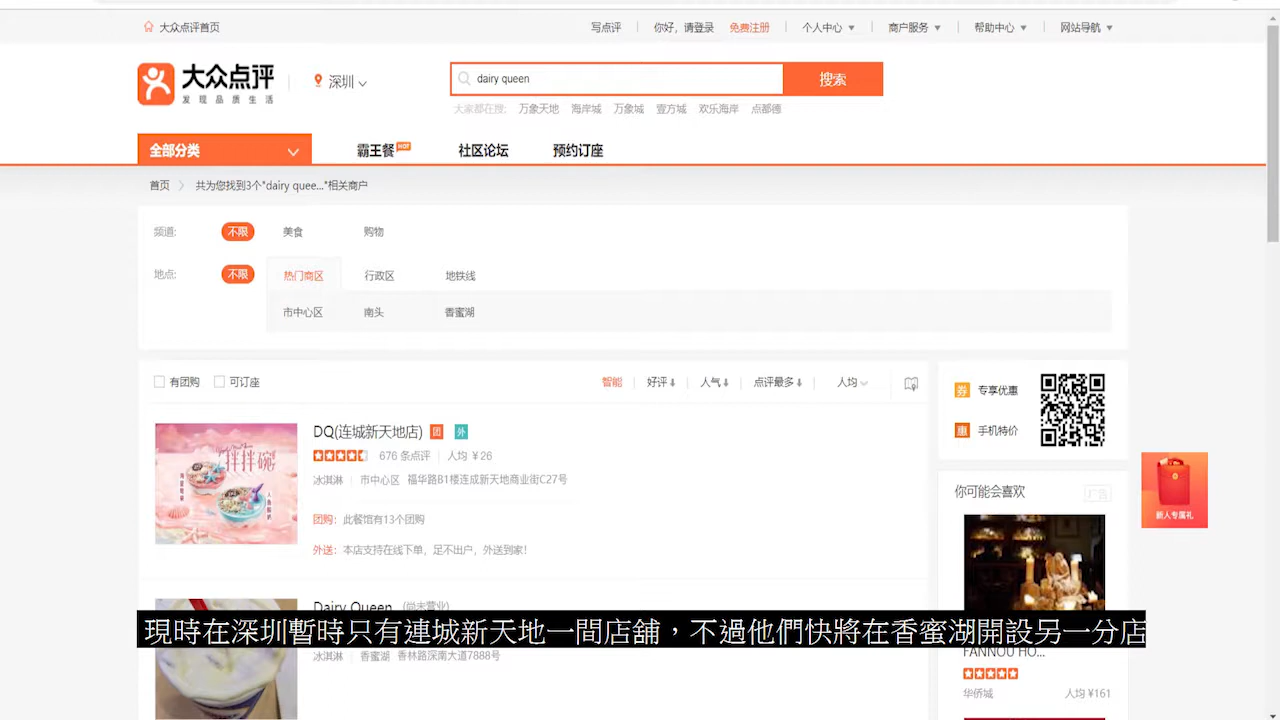 大众点评首页
写点评
你好，请登录 免费注册
个人中心
商户服务
帮助中心
网站导航
大众点评
发现品质生活
深圳
dairy queen
搜索
大家都在搜: 万象天地 海岸城 万象城 壹方城 欢乐海岸 点都德
全部分类
霸王餐 HOT
社区论坛
预约订座
首页 > 共为您找到3个"dairy quee..."相关商户
频道: 不限 美食 购物
地点: 不限 热门商区 行政区 地铁线
市中心区 南头 香蜜湖
有团购 可订座
智能 好评 人气 点评最多 人均
DQ(连城新天地店) 团 外
676 条点评 人均 ¥26
冰淇淋 市中心区 福华路B1楼连成新天地商业街C27号
团购: 此餐馆有13个团购
外送: 本店支持在线下单，足不出户，外送到家！
拌拌碗
Dairy Queen (尚未营业)
現時在深圳暫時只有連城新天地一間店舖，不過他們快將在香蜜湖開設另一分店
冰淇淋 香蜜湖 香林路深南大道7888号
券 专享优惠
惠 手机特价
你可能会喜欢
广告
FANNOU HO...
华侨城 人均 ¥161
新人专属礼